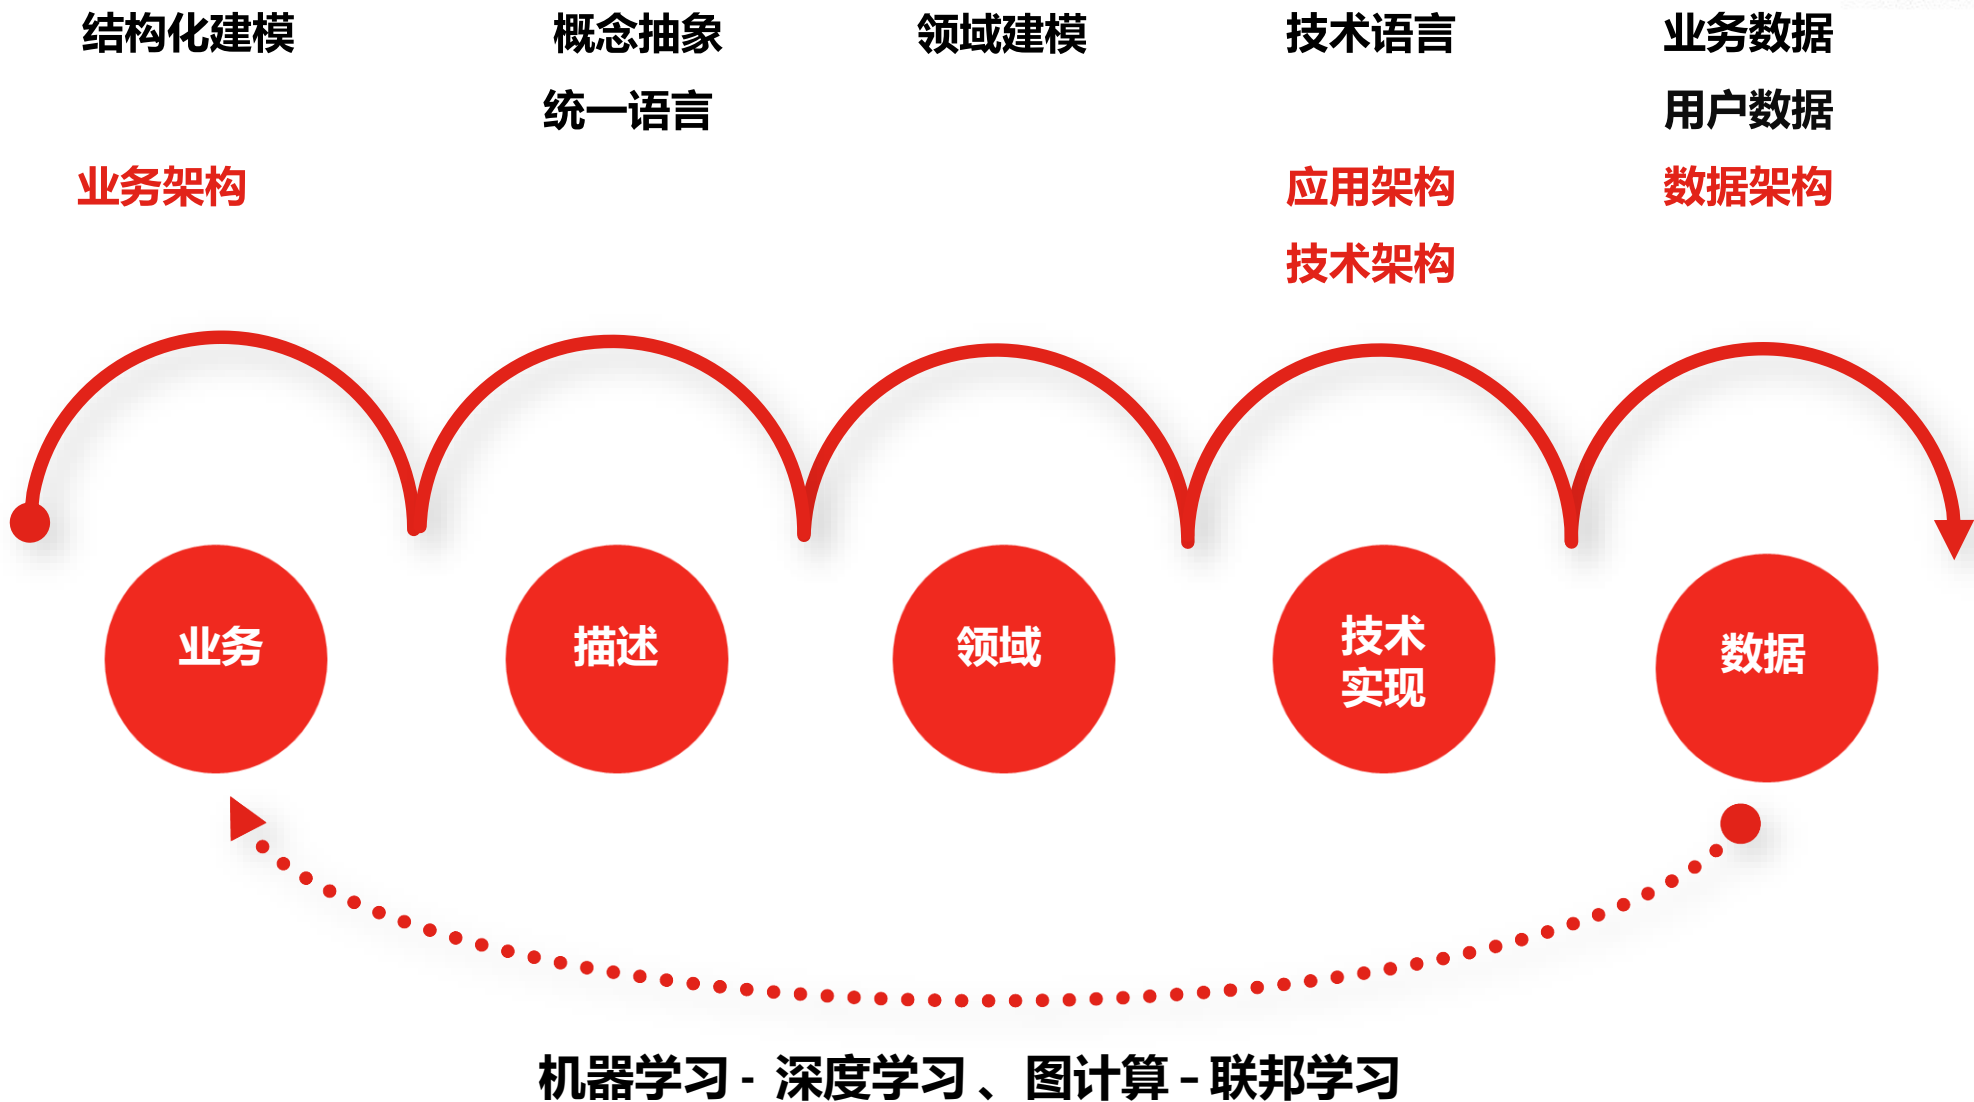 结构化建模
概念抽象
领域建模
技术语言
业务数据
统一语言
用户数据
业务架构
应用架构
数据架构
技术架构
业务
描述
领域
技术
实现
数据
机器学习 - 深度学习 、图计算 – 联邦学习